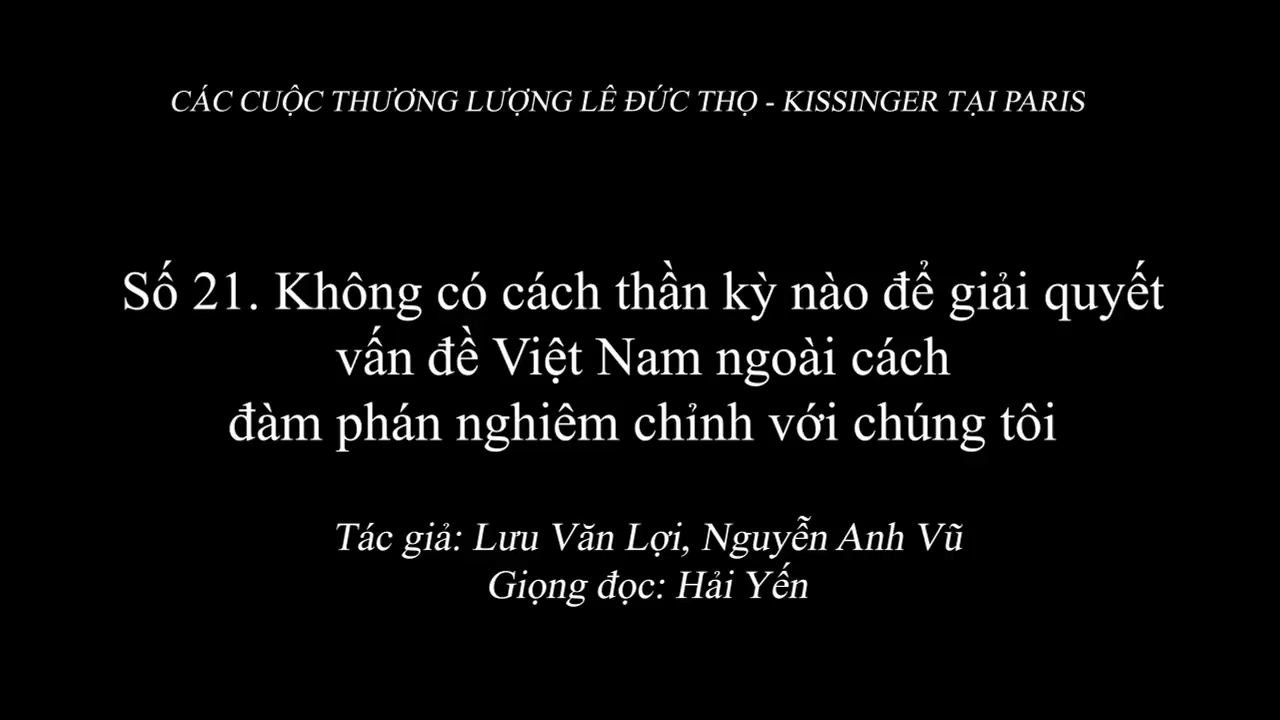 CÁC CUỘC THƯƠNG LƯỢNG LÊ ĐỨC THỌ - KISSINGER TẠI PARIS
Số 21. Không có cách thần kỳ nào để giải quyết
vấn đề Việt Nam ngoài cách
đàm phán nghiêm chỉnh với chúng tôi
Tác giả: Lưu Văn Lợi, Nguyễn Anh Vũ
Giọng đọc: Hải Yến